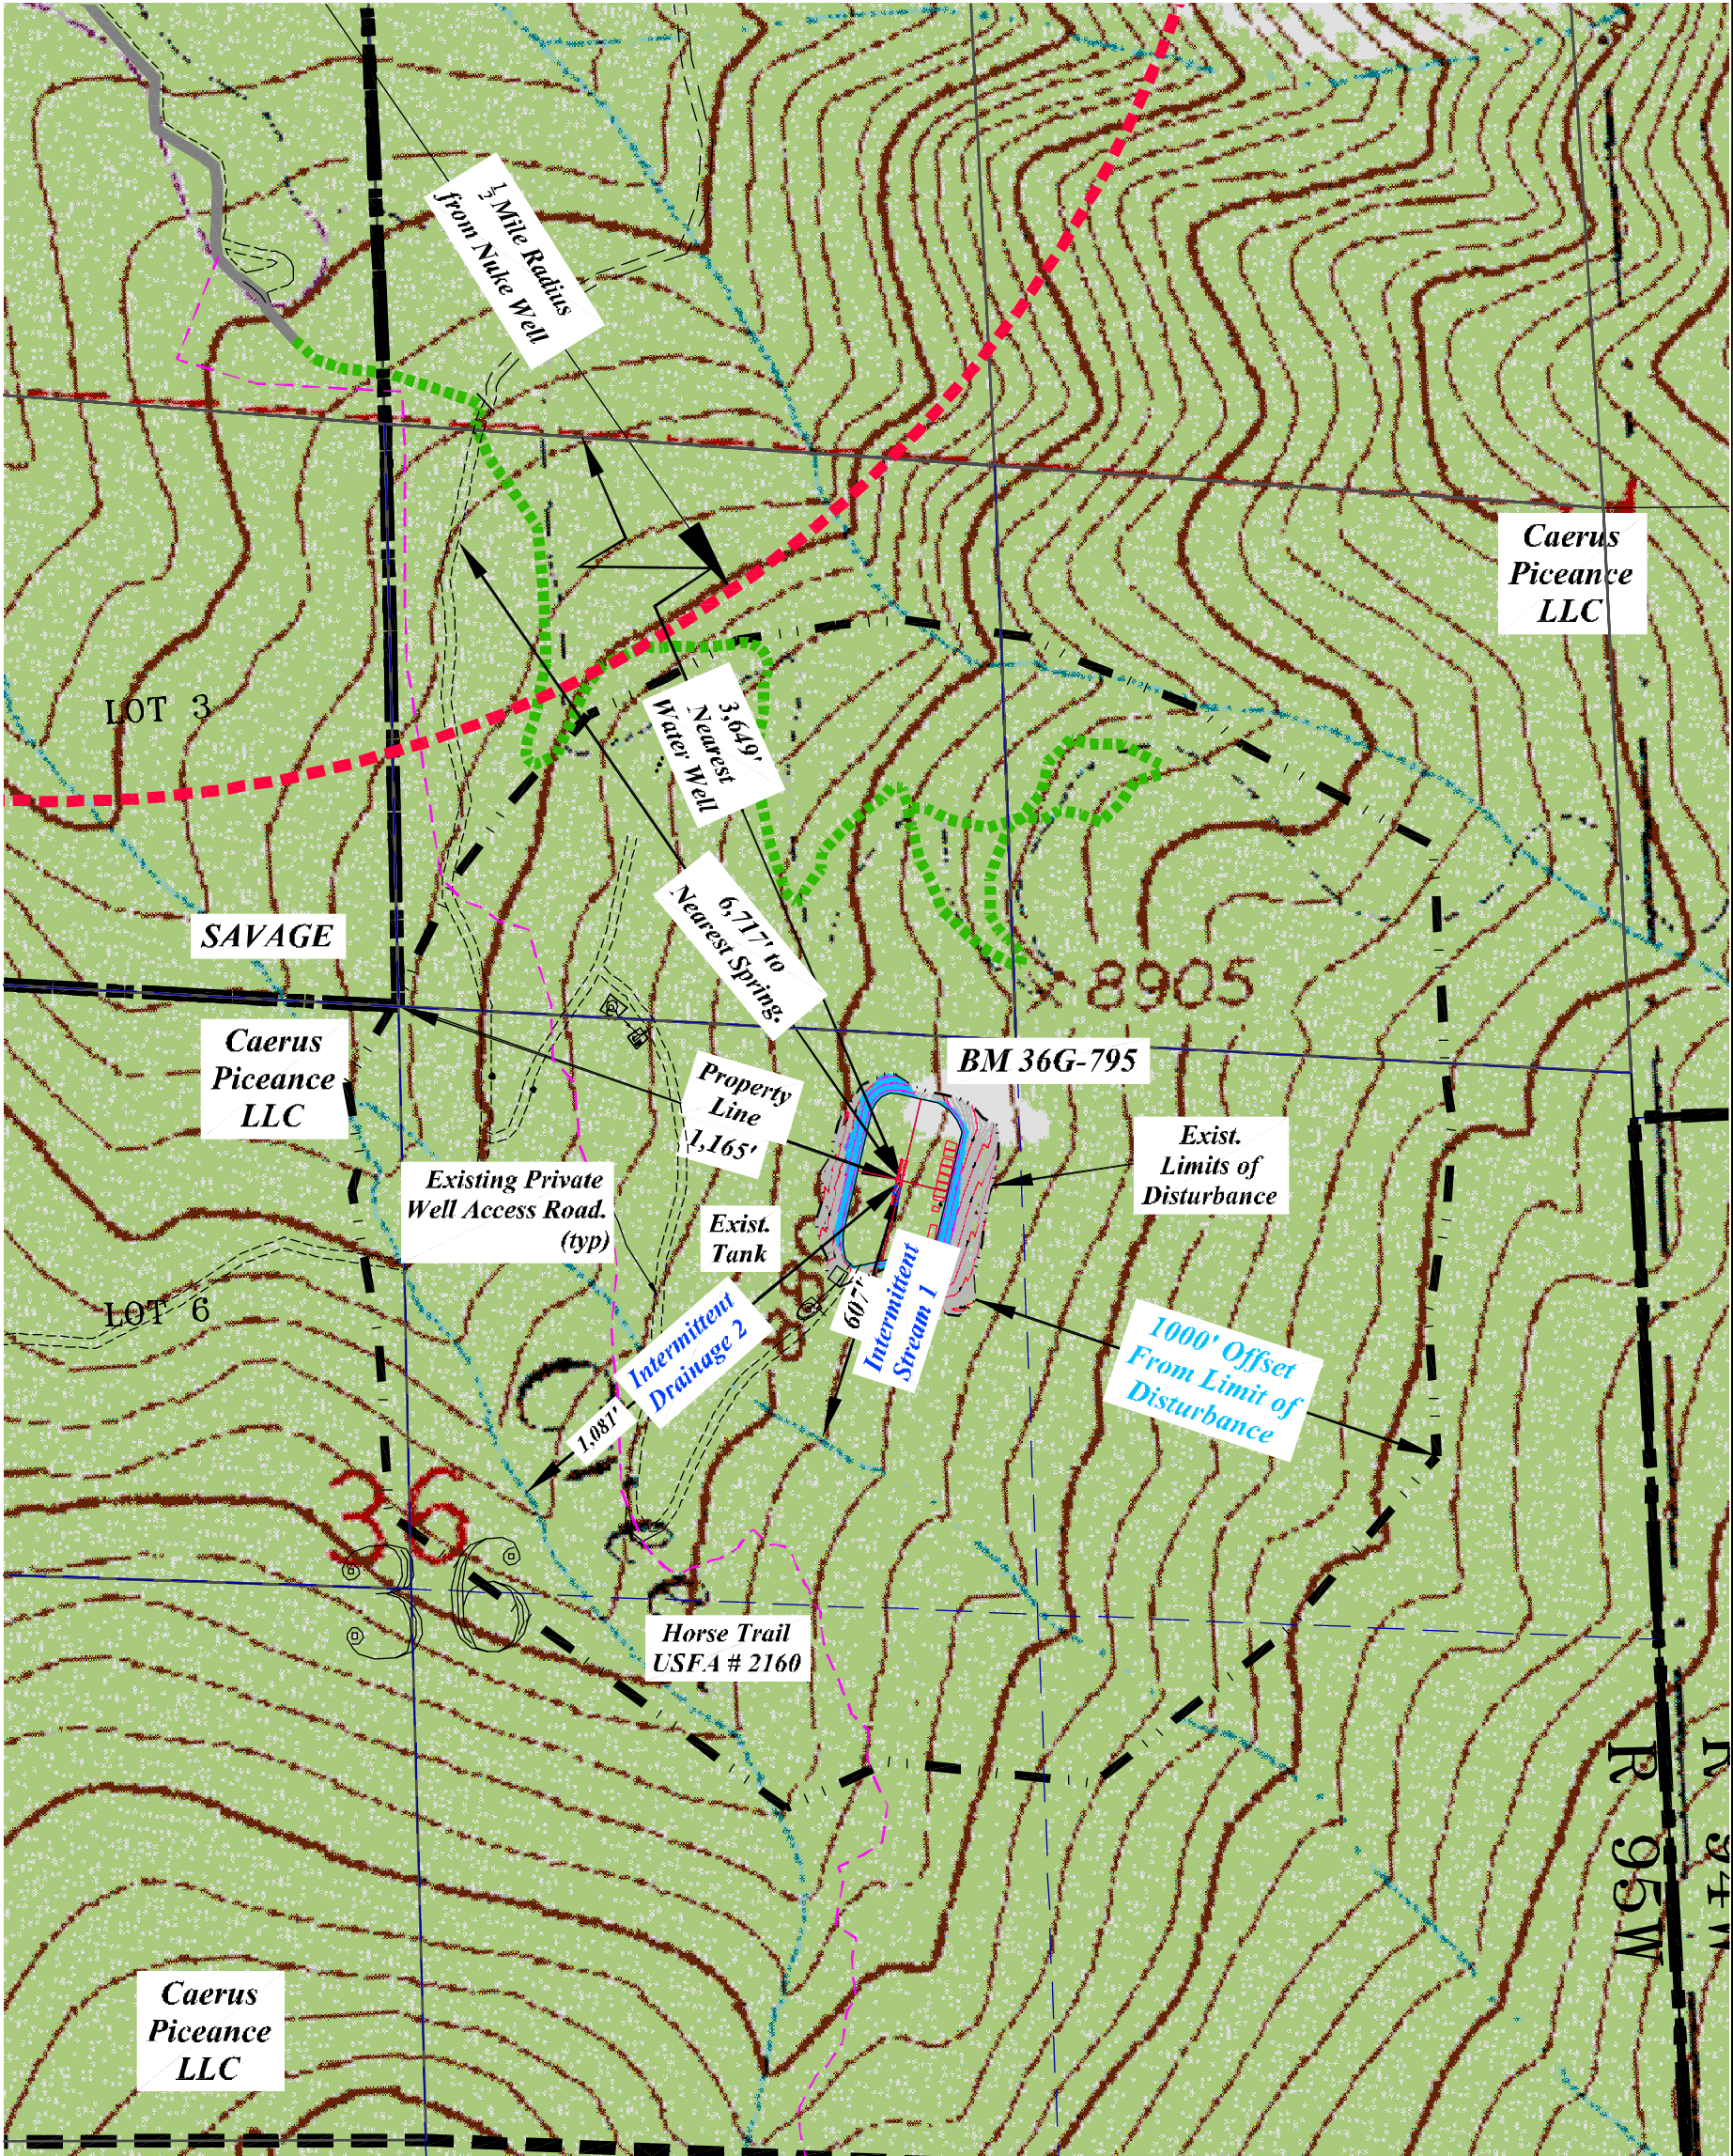 ½ Mile Radius
from Nuke Well
Caerus
Piceance
LLC
LOT 3
3,649'
Nearest
Water Well
SAVAGE
6,717' to
Nearest Spring.
8905
Caerus
Piceance
LLC
BM 36G-795
Property
Line
1,165'
Exist.
Limits of
Disturbance
Existing Private
Well Access Road.
(typ)
Exist.
Tank
LOT 6
Intermittent
Drainage 2
1,081'
607'
Intermittent
Stream 1
1000' Offset
From Limit of
Disturbance
36
Horse Trail
USFA # 2160
R 95W
Caerus
Piceance
LLC